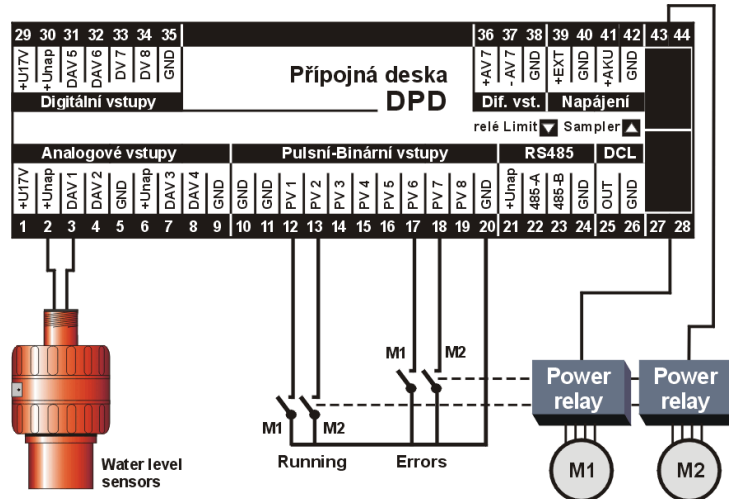 29 30 31 32 33 34 35 36 37 38 39 40 41 42 43 44
+U17V +Unap DAV 5 DAV 6 DV 7 DV 8 GND +AV 7 - AV 7 GND +EXT GND +AKU GND
Přípojná deska
DPD
Digitální vstupy Dif. vst. Napájení
relé Limit ▼ Sampler ▲
Analogové vstupy Pulsní-Binární vstupy RS485 DCL
+U17V +Unap DAV 1 DAV 2 GND +Unap DAV 3 DAV 4 GND GND GND PV 1 PV 2 PV 3 PV 4 PV 5 PV 6 PV 7 PV 8 GND +Unap 485-A 485-B GND OUT GND
1 2 3 4 5 6 7 8 9 10 11 12 13 14 15 16 17 18 19 20 21 22 23 24 25 26 27 28
M1 M2
Power relay
Power relay
M1 M2
Running Errors
Water level
sensors
M1 M2